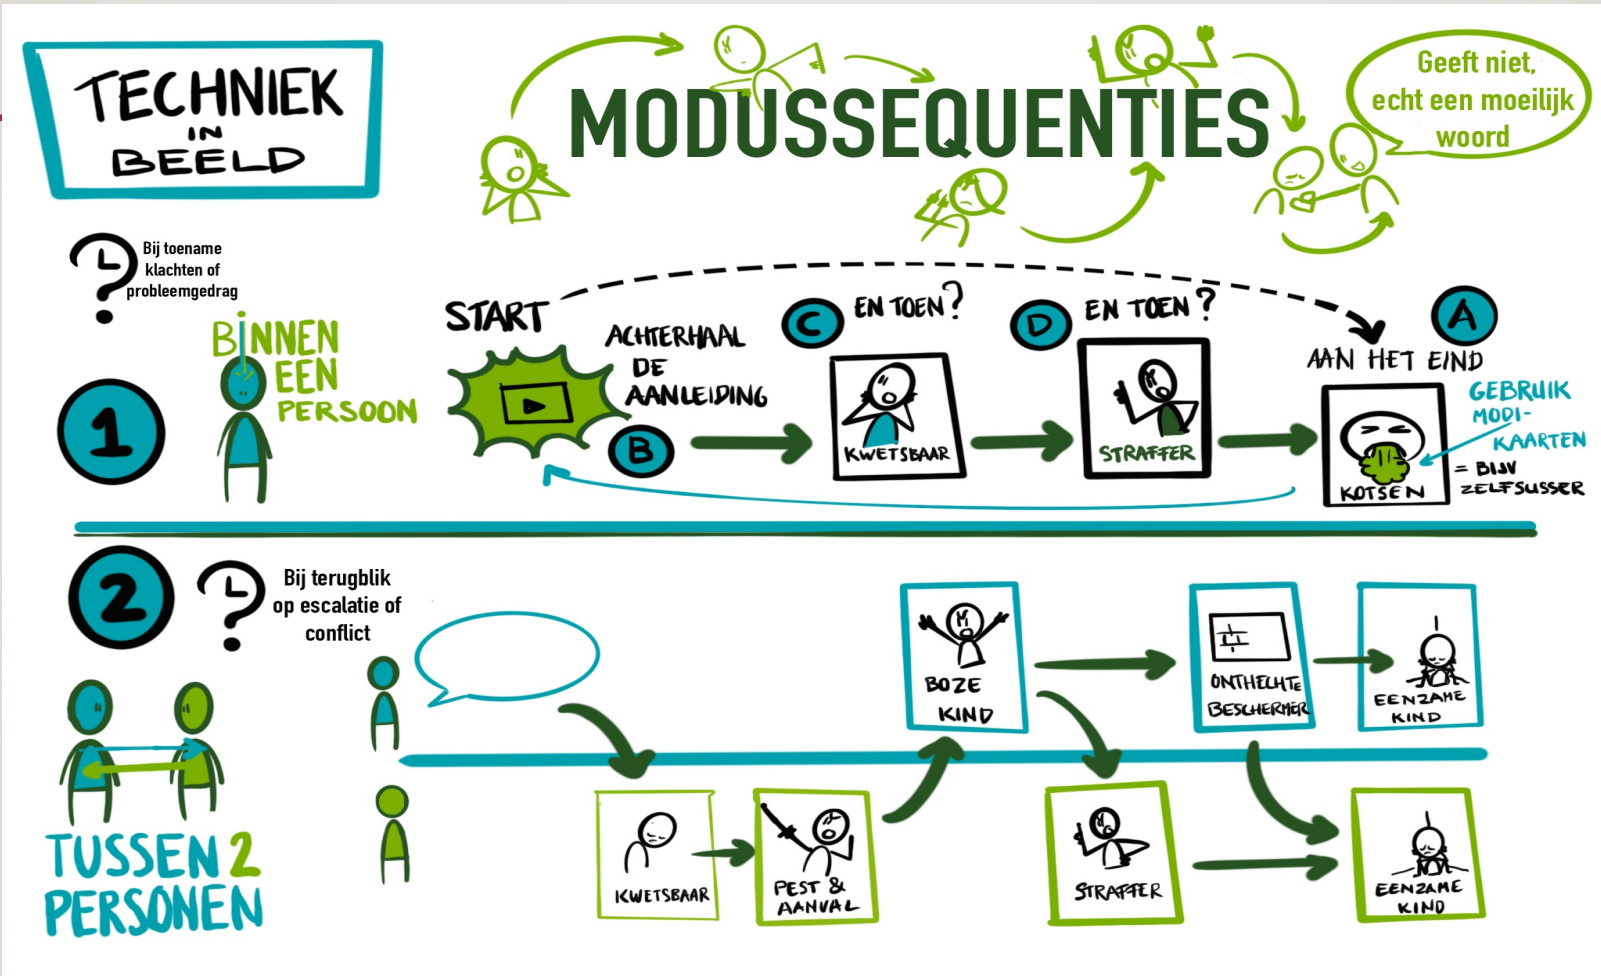 TECHNIEK
IN
BEELD
MODUSSEQUENTIES
Geeft niet,
echt een moeilijk
woord
Bij toename
klachten of
probleemgedrag
1
BINNEN
EEN
PERSOON
START
ACHTERHAAL
DE
AANLEIDING
B
C
EN TOEN?
KWETSBAAR
D
EN TOEN?
STRAFFER
A
AAN HET EIND
GEBRUIK
MODI-
KAARTEN
KOTSEN
= BIJV
ZELFSUSSER
2
Bij terugblik
op escalatie of
conflict
TUSSEN 2
PERSONEN
BOZE
KIND
ONTHECHTE
BESCHERMER
EENZAME
KIND
KWETSBAAR
PEST &
AANVAL
STRAFFER
EENZAME
KIND